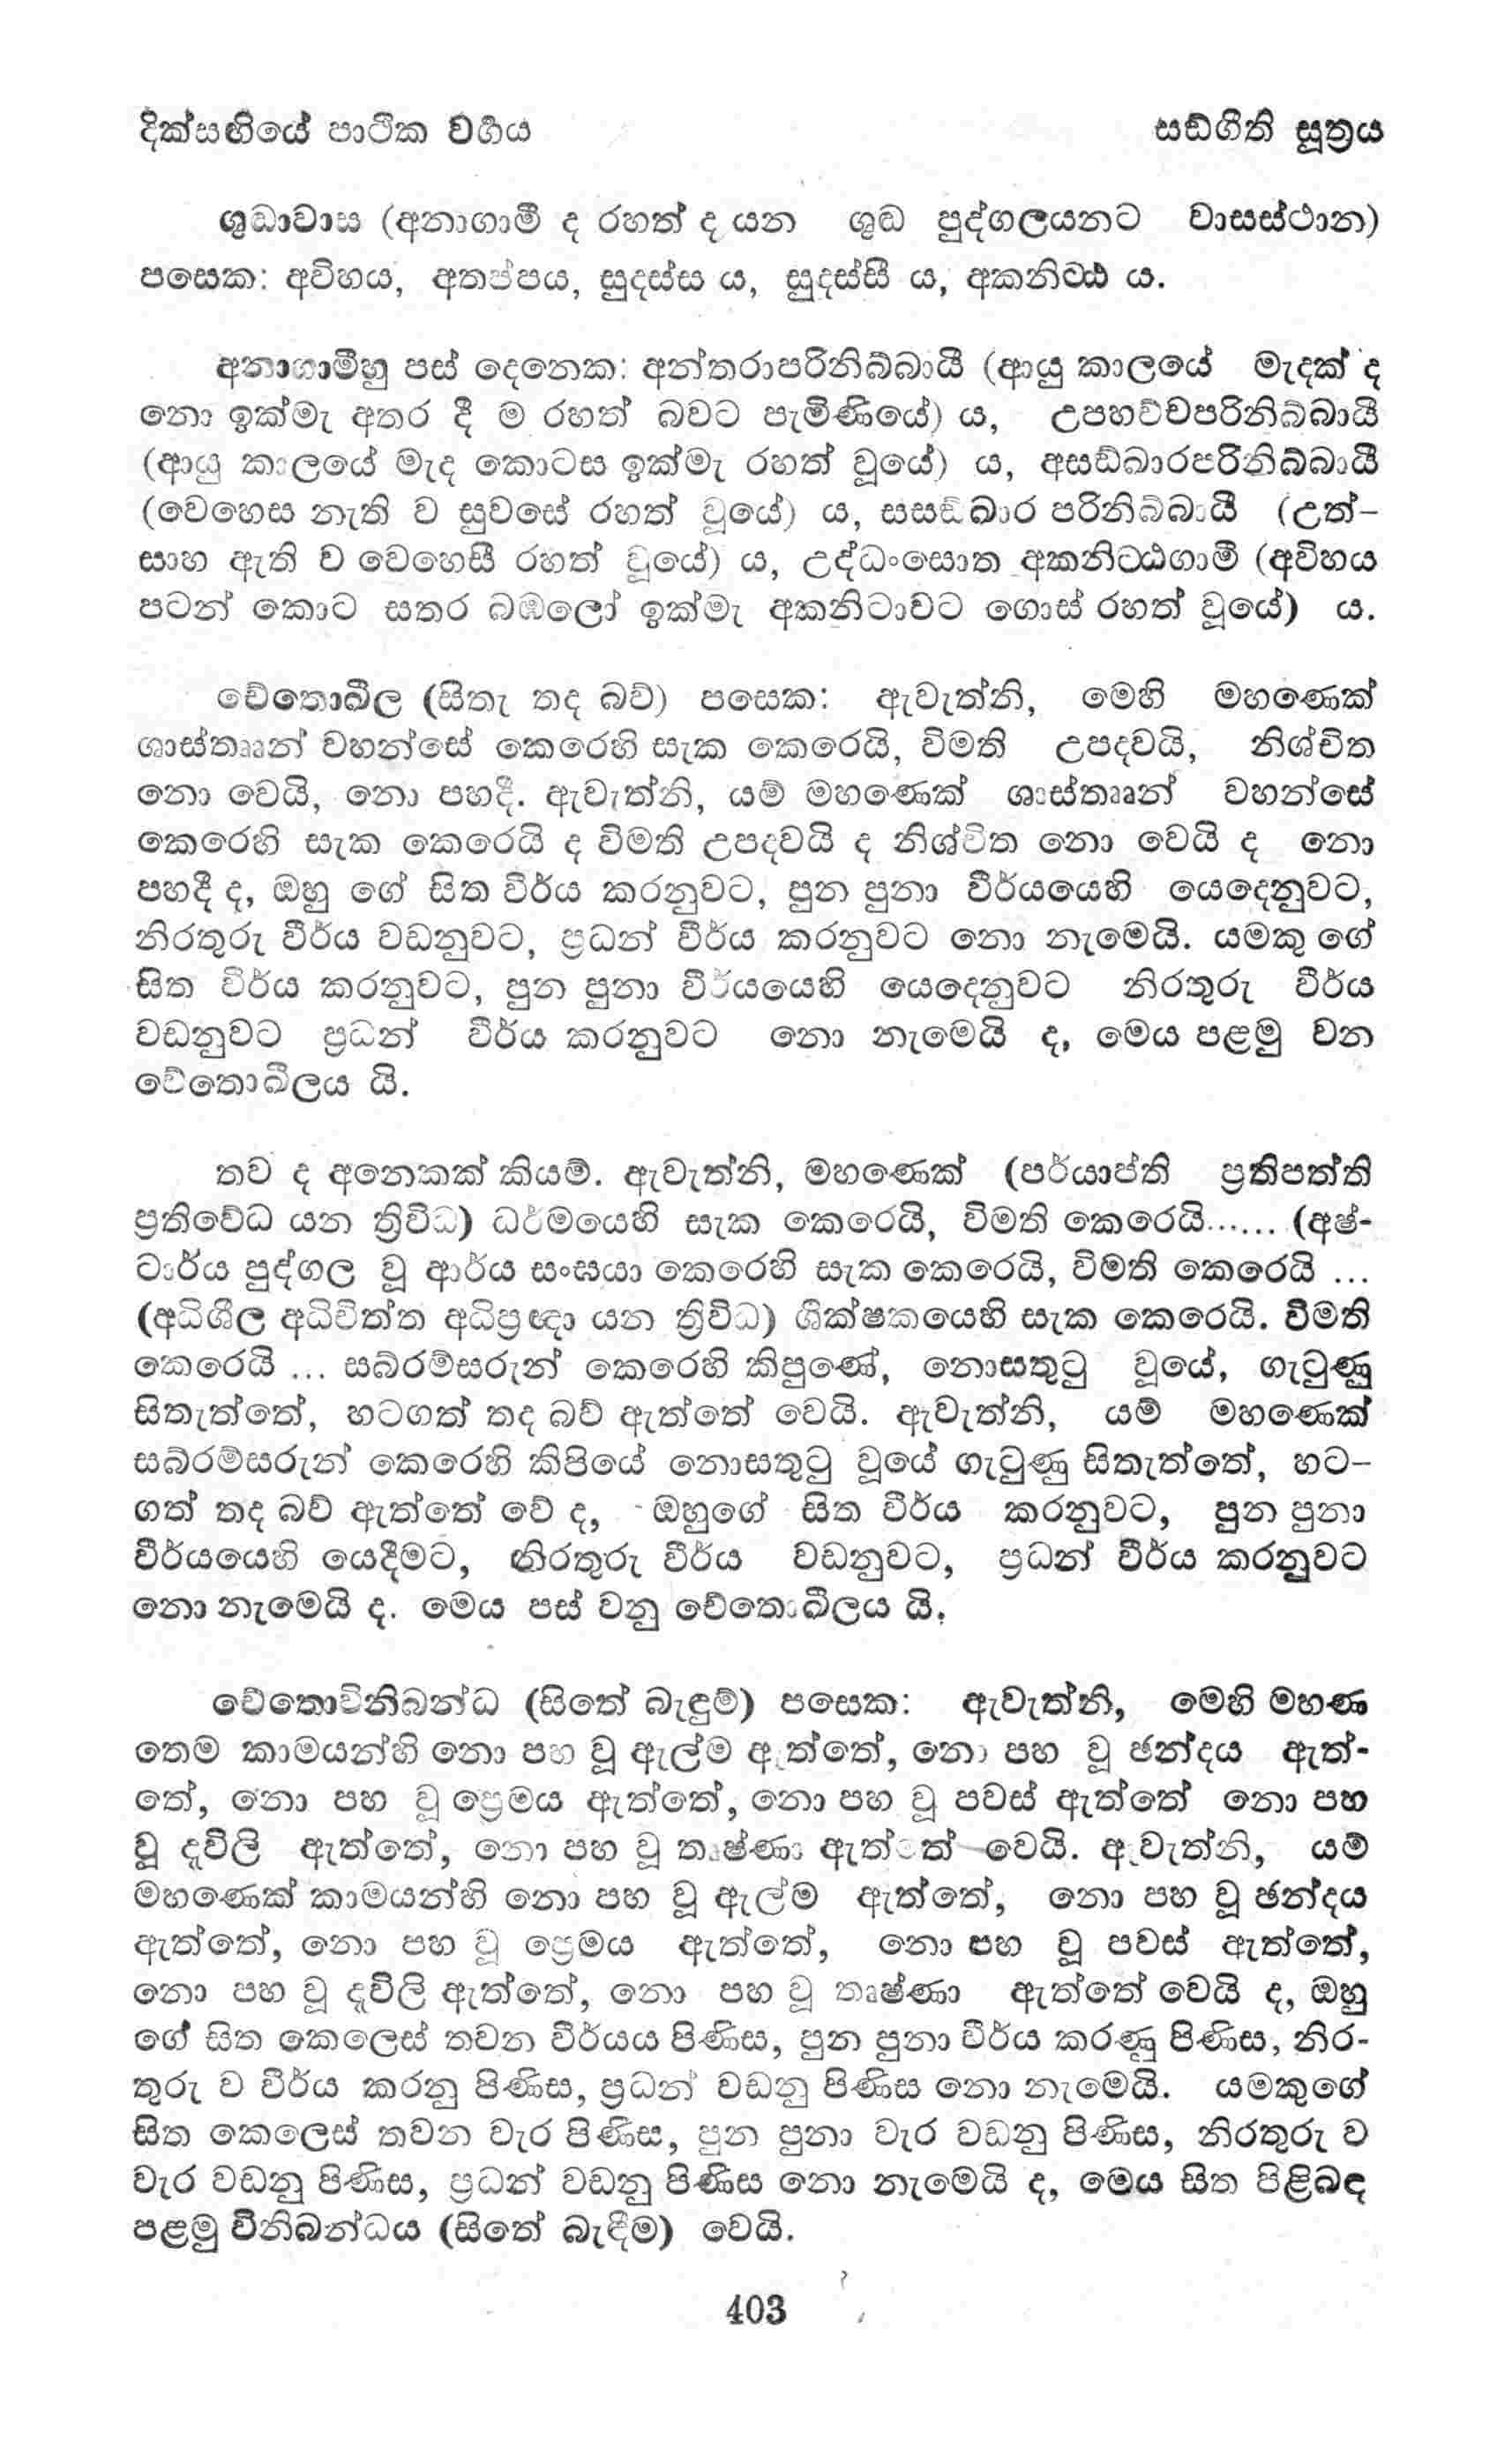 දික්සඟියේ පාථික වර්‍ගය සඞ්ගීති සූත්‍රය
ශුද්ධාවාස (අනාගාමී ද රහත් ද යන ශුද්ධ පුද්ගලයනට වාසස්ථාන)
පසෙක: අවිහය, අතප්පය, සුදස්ස ය, සුදස්සී ය, අකනිට්ඨ ය.
අනාගාමීහු පස් දෙනෙක: අන්තරාපරිනිබ්බායී (ආයු කාලයේ මැදක් ද
නො ඉක්මැ අතර දී ම රහත් බවට පැමිණියේ) ය, උපහච්චපරිනිබ්බායී
(ආයු කාලයේ මැද කොටස ඉක්මැ රහත් වූයේ) ය, අසඞ්ඛාරපරිනිබ්බායී
(වෙහෙස නැති ව සුවසේ රහත් වූයේ) ය, සසඞ්ඛාර පරිනිබ්බායී (උත්-
සාහ ඇති ව වෙහෙසී රහත් වූයේ) ය, උද්ධංසොත අකනිට්ඨගාමී (අවිහය
පටන් කොට සතර බඹලෝ ඉක්මැ අකනිටාවට ගොස් රහත් වූයේ) ය.
චේතොඛීල (සිතැ තද බව්) පසෙක: ඇවැත්නි, මෙහි මහණෙක්
ශාස්තෲන් වහන්සේ කෙරෙහි සැක කෙරෙයි, විමති උපදවයි, නිශ්චිත
නො වෙයි, නො පහදී. ඇවැත්නි, යම් මහණෙක් ශාස්තෲන් වහන්සේ
කෙරෙහි සැක කෙරෙයි ද විමති උපදවයි ද නිශ්චිත නො වෙයි ද නො
පහදී ද, ඔහු ගේ සිත වීර්ය කරනුවට, පුන පුනා වීර්යයෙහි යෙදෙනුවට,
නිරතුරු වීර්ය වඩනුවට, ප්‍රධන් වීර්ය කරනුවට නො නැමෙයි. යමකු ගේ
සිත වීර්ය කරනුවට, පුන පුනා වීර්යයෙහි යෙදෙනුවට නිරතුරු වීර්ය
වඩනුවට ප්‍රධන් වීර්ය කරනුවට නො නැමෙයි ද, මෙය පළමු වන
චේතොඛීලය යි.
තව ද අනෙකක් කියම්. ඇවැත්නි, මහණෙක් (පර්යාප්ති ප්‍රතිපත්ති
ප්‍රතිවේධ යන ත්‍රිවිධ) ධර්මයෙහි සැක කෙරෙයි, විමති කෙරෙයි...... (අෂ්-
ටාර්ය පුද්ගල වූ ආර්ය සංඝයා කෙරෙහි සැක කෙරෙයි, විමති කෙරෙයි ...
(අධිශීල අධිචිත්ත අධිප්‍රඥා යන ත්‍රිවිධ) ශික්ෂකයෙහි සැක කෙරෙයි. විමති
කෙරෙයි ... සබ්රම්සරුන් කෙරෙහි කිපුණේ, නොසතුටු වූයේ, ගැටුණු
සිතැත්තේ, හටගත් තද බව් ඇත්තේ වෙයි. ඇවැත්නි, යම් මහණෙක්
සබ්රම්සරුන් කෙරෙහි කිපියේ නොසතුටු වූයේ ගැටුණු සිතැත්තේ, හට-
ගත් තද බව් ඇත්තේ වේ ද, ඔහුගේ සිත වීර්ය කරනුවට, පුන පුනා
වීර්යයෙහි යෙදීමට, නිරතුරු වීර්ය වඩනුවට, ප්‍රධන් වීර්ය කරනුවට
නො නැමෙයි ද. මෙය පස් වනු චේතොඛීලය යි.
චේතොවිනිබන්ධ (සිතේ බැඳුම්) පසෙක: ඇවැත්නි, මෙහි මහණ
තෙම කාමයන්හි නො පහ වූ ඇල්ම ඇත්තේ, නො පහ වූ ඡන්දය ඇත්-
තේ, නො පහ වූ ප්‍රෙමය ඇත්තේ, නො පහ වූ පවස් ඇත්තේ නො පහ
වූ දැවිලි ඇත්තේ, නො පහ වූ තෘෂ්ණා ඇත්තේ වෙයි. ඇවැත්නි, යම්
මහණෙක් කාමයන්හි නො පහ වූ ඇල්ම ඇත්තේ, නො පහ වූ ඡන්දය
ඇත්තේ, නො පහ වූ ප්‍රෙමය ඇත්තේ, නො පහ වූ පවස් ඇත්තේ,
නො පහ වූ දැවිලි ඇත්තේ, නො පහ වූ තෘෂ්ණා ඇත්තේ වෙයි ද, ඔහු
ගේ සිත කෙලෙස් තවන වීර්යය පිණිස, පුන පුනා වීර්ය කරණු පිණිස, නිර-
තුරු ව වීර්ය කරනු පිණිස, ප්‍රධන් වඩනු පිණිස නො නැමෙයි. යමකුගේ
සිත කෙලෙස් තවන වැර පිණිස, පුන පුනා වැර වඩනු පිණිස, නිරතුරු ව
වැර වඩනු පිණිස, ප්‍රධන් වඩනු පිණිස නො නැමෙයි ද, මෙය සිත පිළිබඳ
පළමු විනිබන්ධය (සිතේ බැඳීම) වෙයි.
403